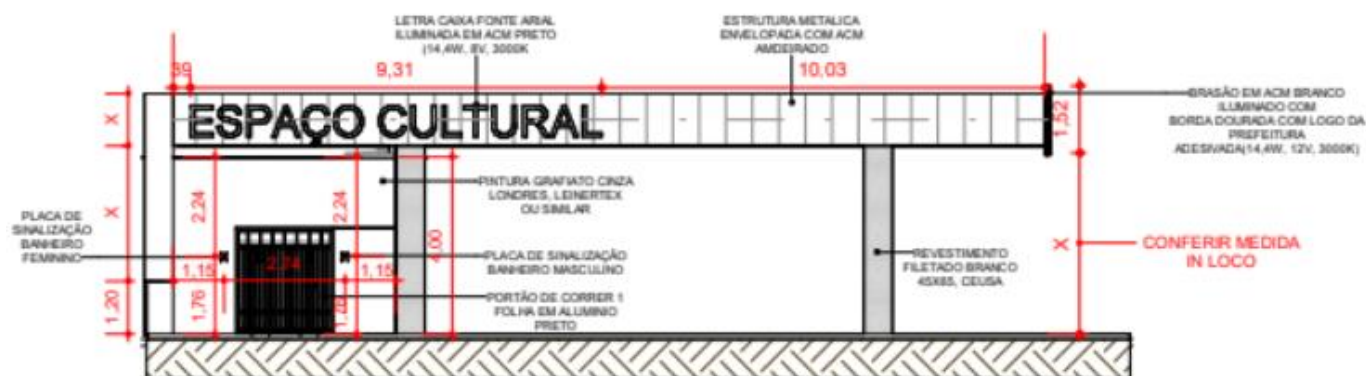 LETRA CAIXA FONTE ARIAL
ILUMINADA EM ACM PRETO
(14,4W, 8V, 3000K
ESTRUTURA METALICA
ENVELOPADA COM ACM
AMDEIRADO
39
9,31
10,03
BRASÃO EM ACM BRANCO
ILUMINADO COM
BORDA DOURADA COM LOGO DA
PREFEITURA
ADESIVADA(14,4W, 12V, 3000K)
X
ESPAÇO CULTURAL
1,52
PINTURA GRAFIATO CINZA
LONDRES, LEINERTEX
OU SIMILAR
X
2,24
2,24
4,00
X
PLACA DE
SINALIZAÇÃO
BANHEIRO
FEMININO
PLACA DE SINALIZAÇÃO
BANHEIRO MASCULINO
REVESTIMENTO
FILETADO BRANCO
45X65, CEUSA
CONFERIR MEDIDA
IN LOCO
1,15
2,74
1,15
1,20
1,76
PORTÃO DE CORRER 1
FOLHA EM ALUMINIO
PRETO